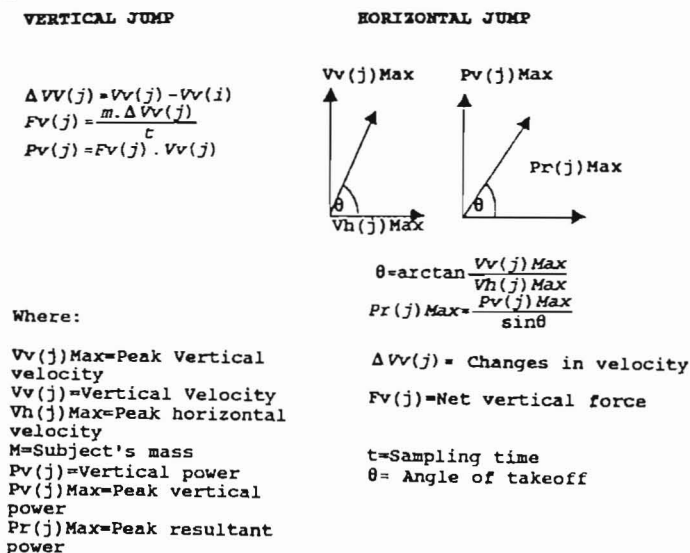 VERTICAL JUMP
HORIZONTAL JUMP
ΔVV(j)=Vv(j)-Vv(i)
Fv(j)=m.ΔVv(j)/t
Pv(j)=Fv(j).Vv(j)
Vv(j)Max
θ
Vh(j)Max
Pv(j)Max
Pr(j)Max
θ
θ=arctan Vv(j)Max/Vh(j)Max
Pr(j)Max=Pv(j)Max/sinθ
Where:
Vv(j)Max=Peak Vertical
velocity
Vv(j)=Vertical Velocity
Vh(j)Max=Peak horizontal
velocity
M=Subject's mass
Pv(j)=Vertical power
Pv(j)Max=Peak vertical
power
Pr(j)Max=Peak resultant
power
ΔVv(j)= Changes in velocity
Fv(j)=Net vertical force
t=Sampling time
θ= Angle of takeoff